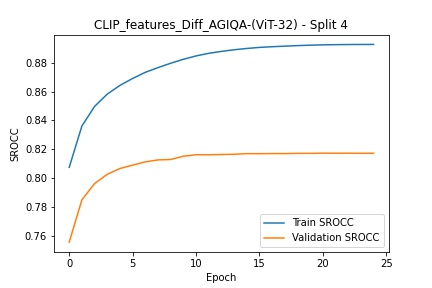 CLIP_features_Diff_AGIQA-(ViT-32) - Split 4
SROCC
0.88
0.86
0.84
0.82
0.80
0.78
0.76
Train SROCC
Validation SROCC
0 5 10 15 20 25
Epoch